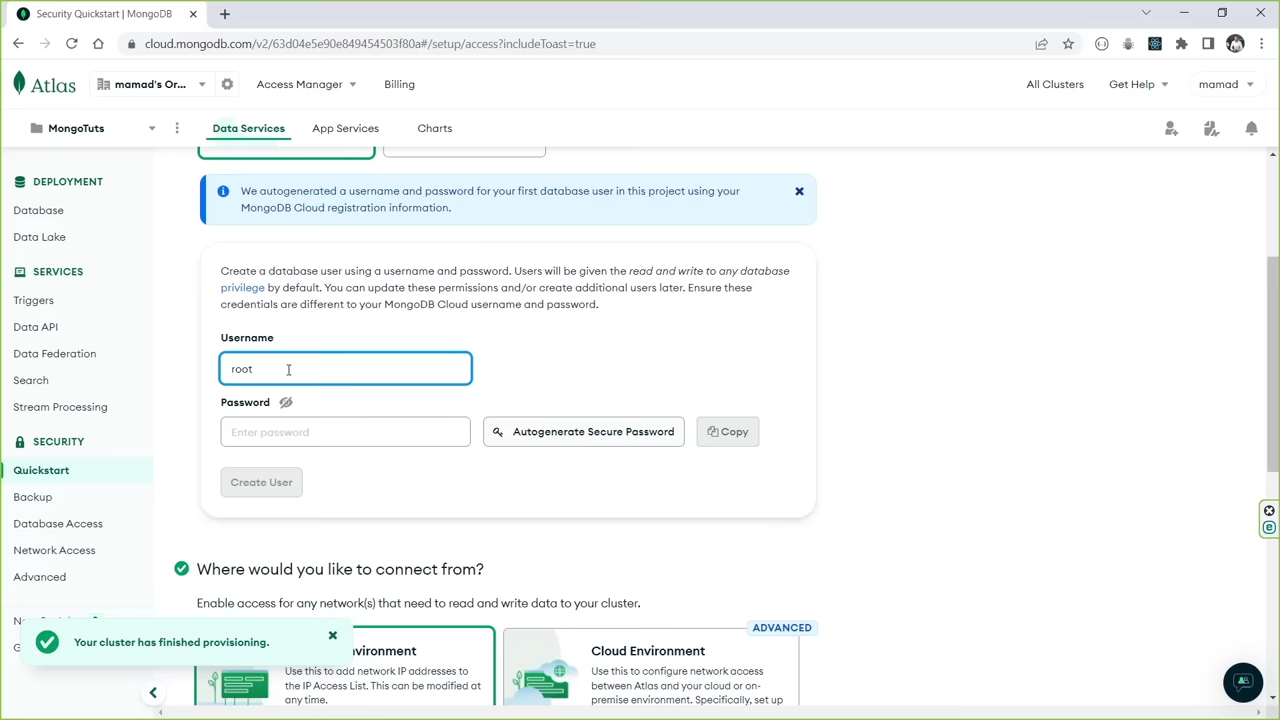 Security Quickstart | MongoDB
cloud.mongodb.com/v2/63d04e5e90e849454503f80a#/setup/access?includeToast=true
Atlas
mamad's Or...
Access Manager
Billing
All Clusters
Get Help
mamad
MongoTuts
Data Services
App Services
Charts
DEPLOYMENT
Database
Data Lake
SERVICES
Triggers
Data API
Data Federation
Search
Stream Processing
SECURITY
Quickstart
Backup
Database Access
Network Access
Advanced
We autogenerated a username and password for your first database user in this project using your
MongoDB Cloud registration information.
Create a database user using a username and password. Users will be given the read and write to any database
privilege by default. You can update these permissions and/or create additional users later. Ensure these
credentials are different to your MongoDB Cloud username and password.
Username
root
Password
Enter password
Autogenerate Secure Password
Copy
Create User
Where would you like to connect from?
Enable access for any network(s) that need to read and write data to your cluster.
Your cluster has finished provisioning.
Use this to add network IP addresses to
the IP Access List. This can be modified at
any time.
ADVANCED
Cloud Environment
Use this to configure network access
between Atlas and your cloud or on-
premise environment. Specifically, set up